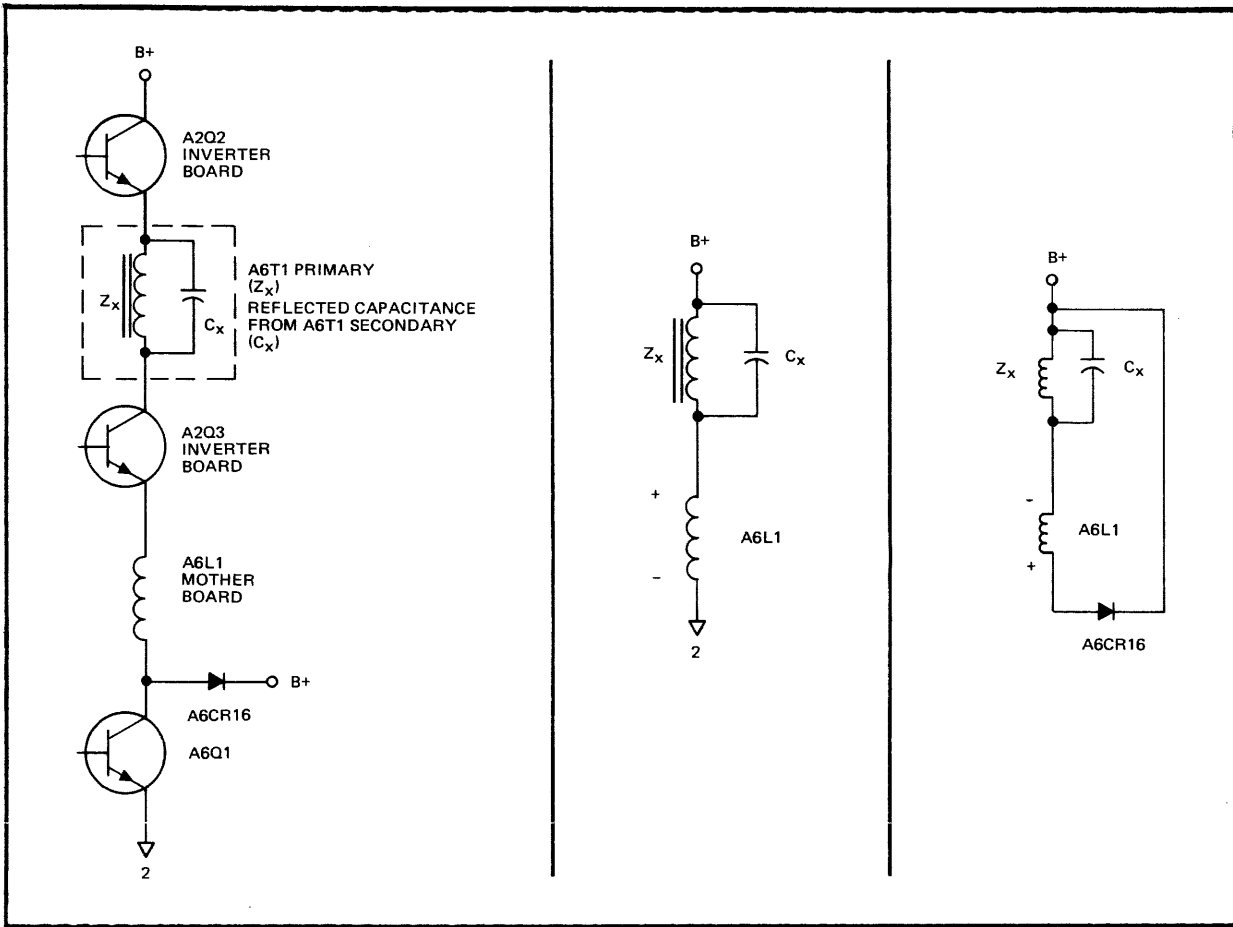 B+
A2Q2
INVERTER
BOARD
A6T1 PRIMARY
(Zx)
REFLECTED CAPACITANCE
FROM A6T1 SECONDARY
(Cx)
Zx
Cx
A2Q3
INVERTER
BOARD
A6L1
MOTHER
BOARD
B+
A6CR16
A6Q1
2
B+
Zx
Cx
+
A6L1
-
2
B+
Zx
Cx
-
A6L1
+
A6CR16